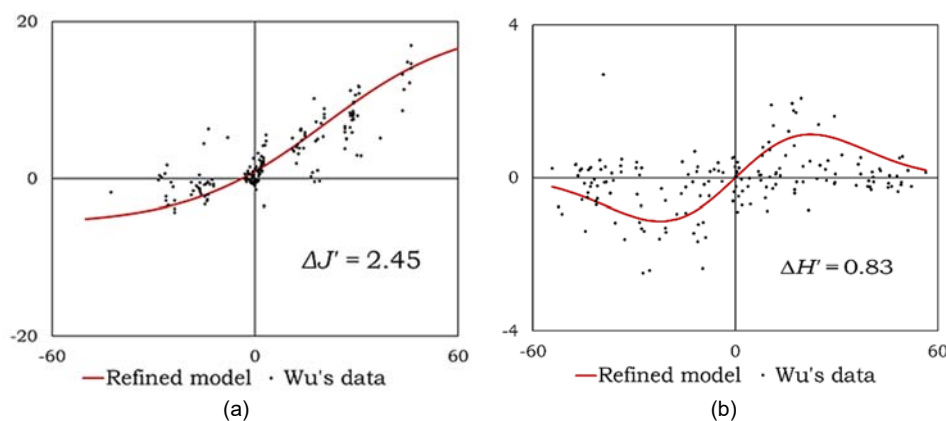 20
0
-20
-60 0 60
ΔJ' = 2.45
Refined model · Wu's data
(a)
4
0
-4
-60 0 60
ΔH' = 0.83
Refined model · Wu's data
(b)